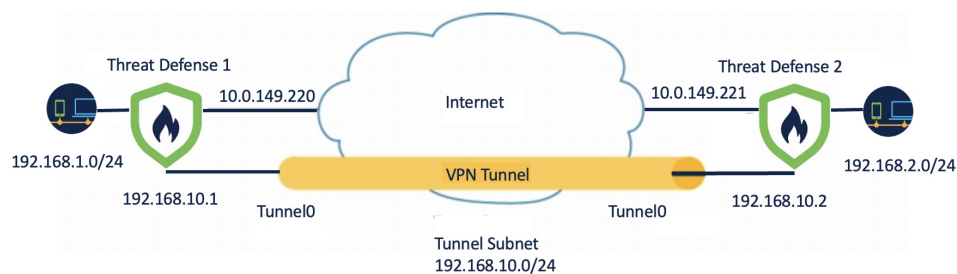 Threat Defense 1
Threat Defense 2
10.0.149.220
Internet
10.0.149.221
192.168.1.0/24
192.168.2.0/24
VPN Tunnel
192.168.10.1
192.168.10.2
Tunnel0
Tunnel0
Tunnel Subnet
192.168.10.0/24